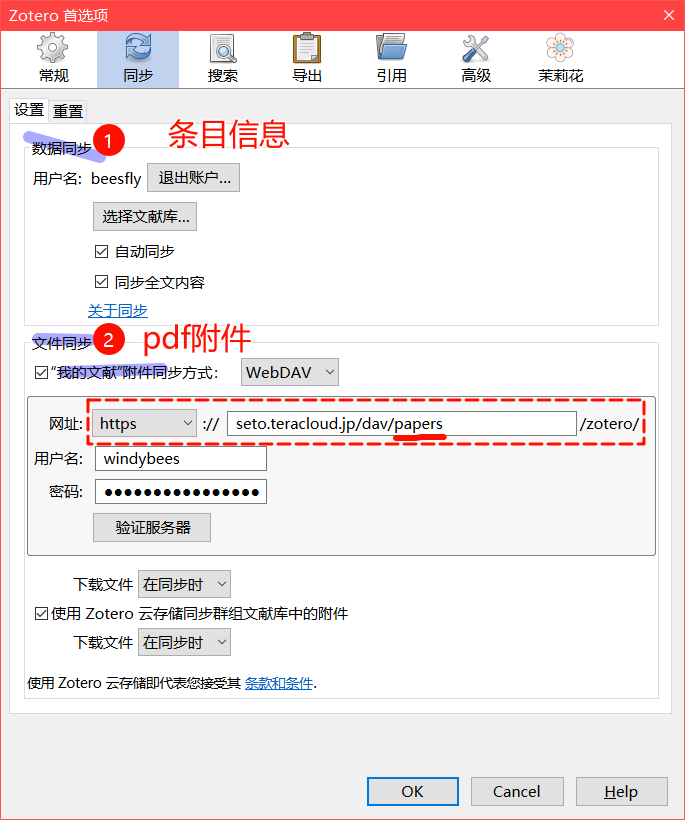 Zotero 首选项
常规 同步 搜索 导出 引用 高级 茉莉花
设置 重置
数据同步 1 条目信息
用户名: beesfly 退出账户...
选择文献库...
自动同步
同步全文内容
关于同步
文件同步 2 pdf附件
“我的文献”附件同步方式: WebDAV
网址: https :// seto.teracloud.jp/dav/papers /zotero/
用户名: windybees
密码: ●●●●●●●●●●●●●●●●
验证服务器
下载文件 在同步时
使用 Zotero 云存储同步群组文献库中的附件
下载文件 在同步时
使用 Zotero 云存储即代表您接受其 条款和条件.
OK Cancel Help